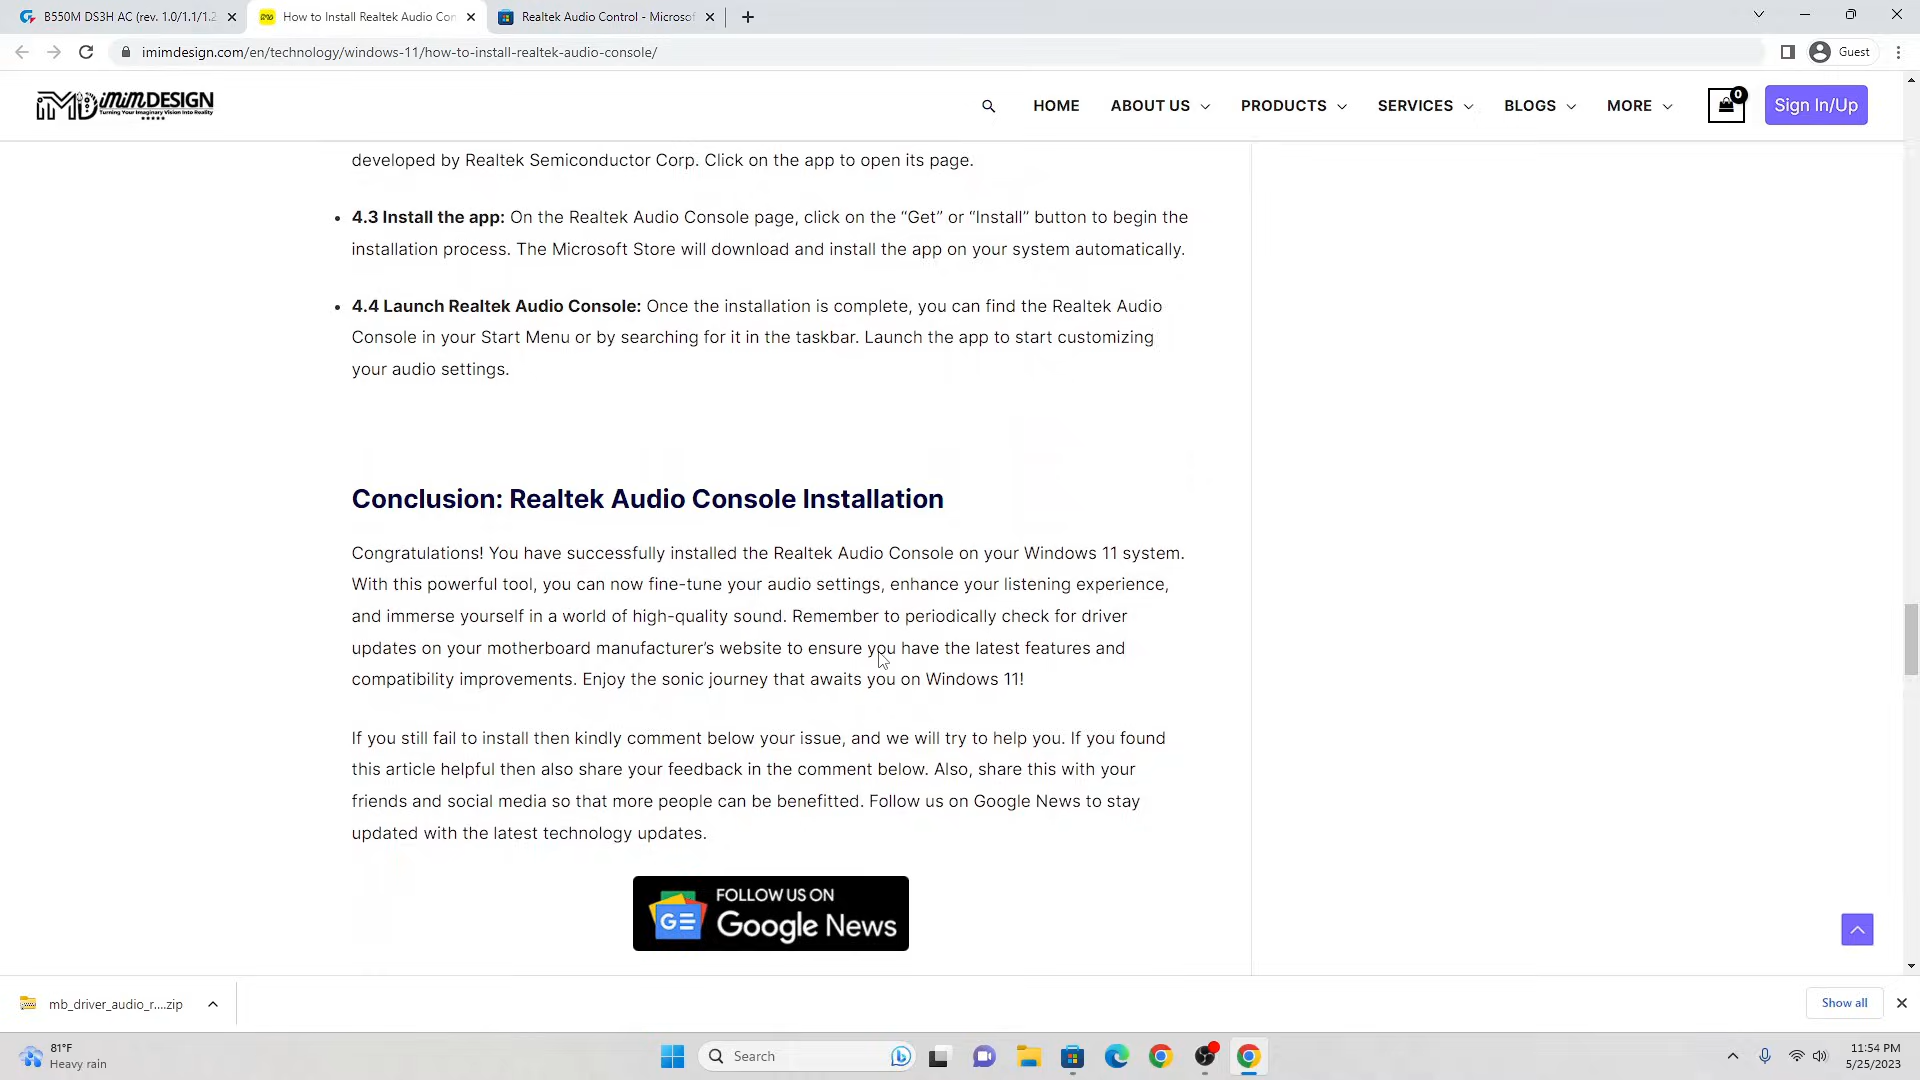 B550M DS3H AC (rev. 1.0/1.1/1.2
How to Install Realtek Audio Con
Realtek Audio Control - Microsof
imimdesign.com/en/technology/windows-11/how-to-install-realtek-audio-console/
Guest
iMD imimDESIGN
Turning Your Imaginary Vision Into Reality
HOME ABOUT US PRODUCTS SERVICES BLOGS MORE 0 Sign In/Up
developed by Realtek Semiconductor Corp. Click on the app to open its page.
• 4.3 Install the app: On the Realtek Audio Console page, click on the “Get” or “Install” button to begin the
installation process. The Microsoft Store will download and install the app on your system automatically.
• 4.4 Launch Realtek Audio Console: Once the installation is complete, you can find the Realtek Audio
Console in your Start Menu or by searching for it in the taskbar. Launch the app to start customizing
your audio settings.
Conclusion: Realtek Audio Console Installation
Congratulations! You have successfully installed the Realtek Audio Console on your Windows 11 system.
With this powerful tool, you can now fine-tune your audio settings, enhance your listening experience,
and immerse yourself in a world of high-quality sound. Remember to periodically check for driver
updates on your motherboard manufacturer’s website to ensure you have the latest features and
compatibility improvements. Enjoy the sonic journey that awaits you on Windows 11!
If you still fail to install then kindly comment below your issue, and we will try to help you. If you found
this article helpful then also share your feedback in the comment below. Also, share this with your
friends and social media so that more people can be benefitted. Follow us on Google News to stay
updated with the latest technology updates.
FOLLOW US ON
GE Google News
mb_driver_audio_r....zip
Show all
81°F
Heavy rain
Search
11:54 PM
5/25/2023